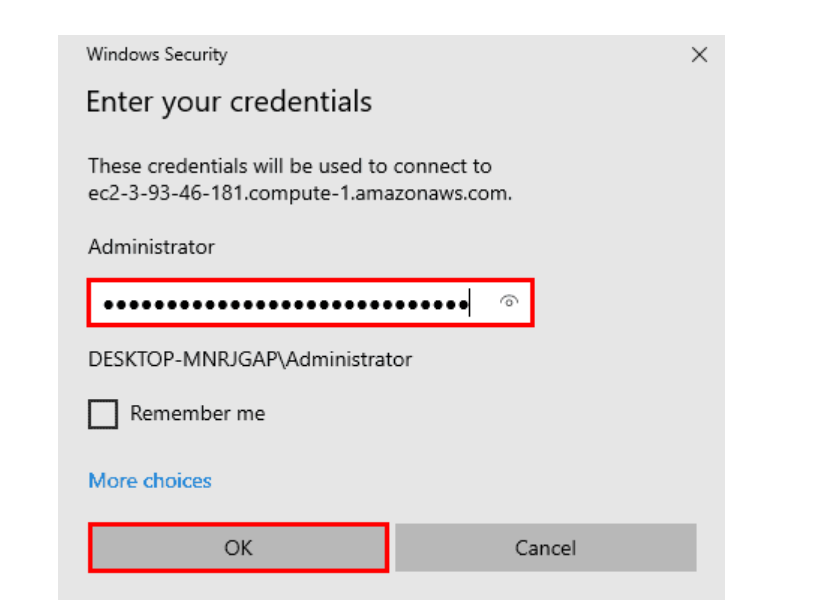 Windows Security
Enter your credentials
These credentials will be used to connect to
ec2-3-93-46-181.compute-1.amazonaws.com.
Administrator
•••••••••••••••••••••••••••••
DESKTOP-MNRJGAP\Administrator
Remember me
More choices
OK Cancel